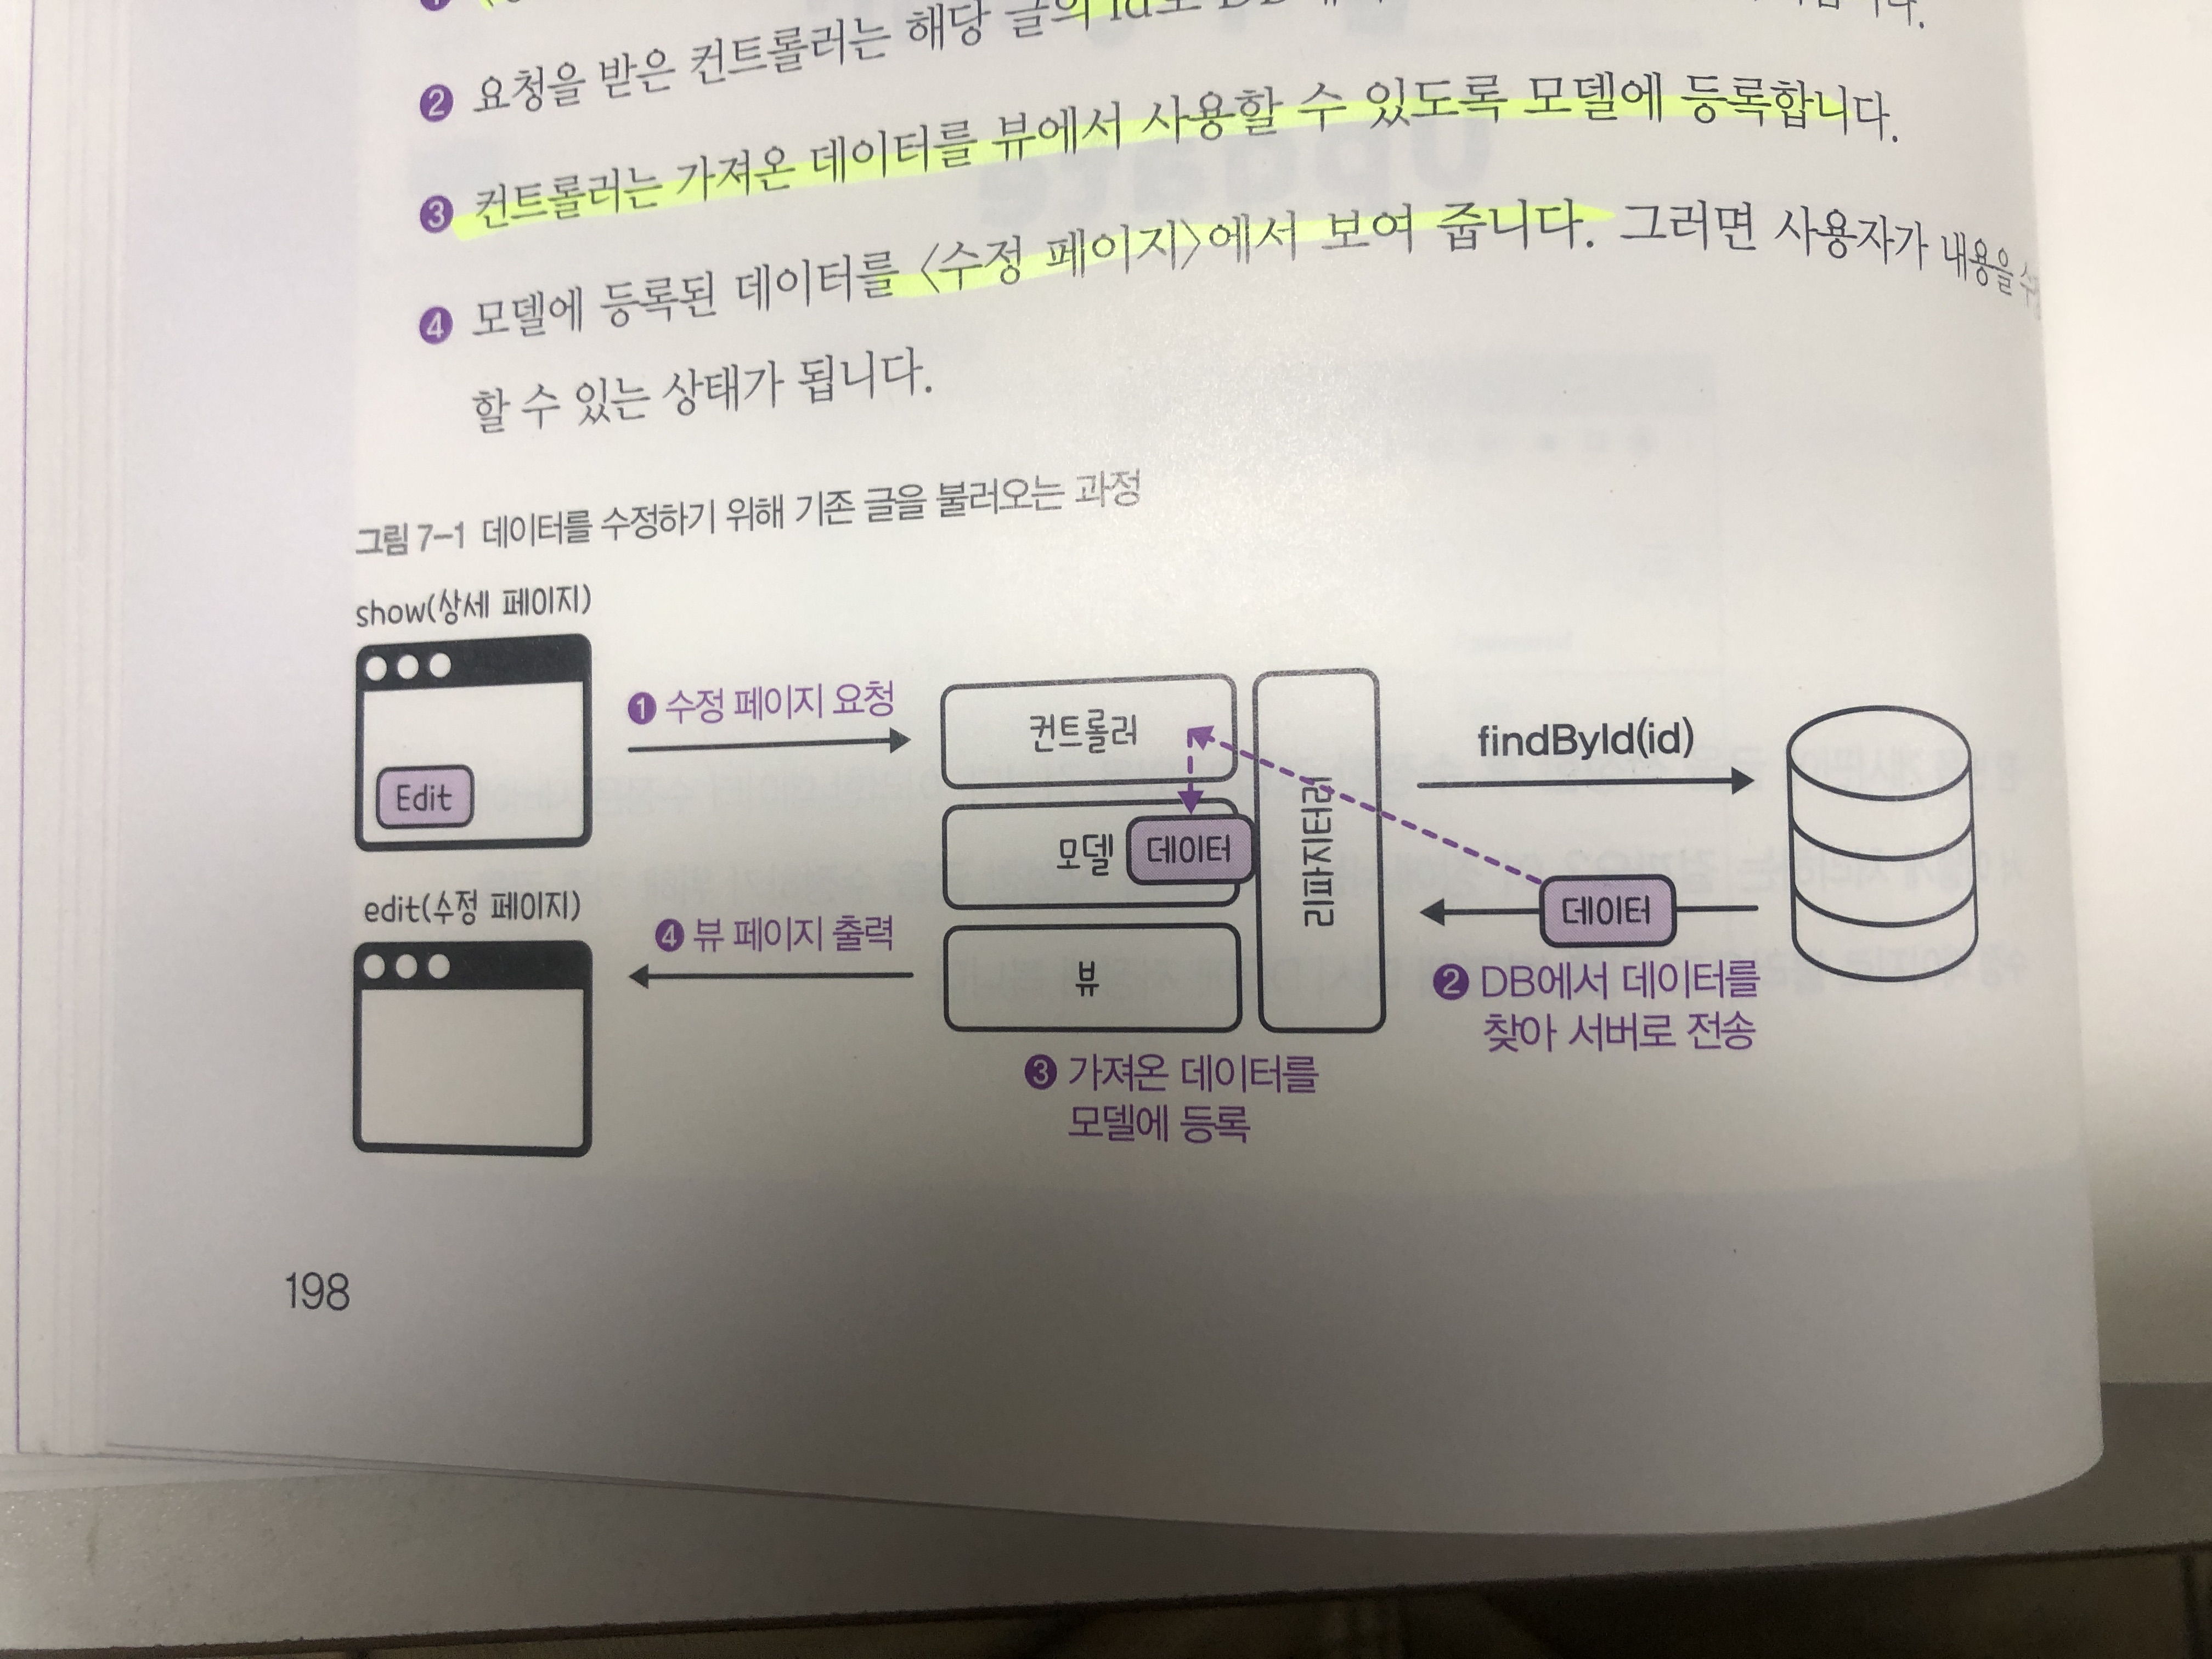 ② 요청을 받은 컨트롤러는 해당 글의 id로
③ 컨트롤러는 가져온 데이터를 뷰에서 사용할 수 있도록 모델에 등록합니다.
④ 모델에 등록된 데이터를 〈수정 페이지〉에서 보여 줍니다. 그러면 사용자가 내용을
할 수 있는 상태가 됩니다.
그림 7-1 데이터를 수정하기 위해 기존 글을 불러오는 과정
show(상세 페이지)
Edit
① 수정 페이지 요청
컨트롤러
findById(id)
edit(수정 페이지)
④ 뷰 페이지 출력
모델
데이터
리파지터리
데이터
뷰
② DB에서 데이터를
찾아 서버로 전송
③ 가져온 데이터를
모델에 등록
198